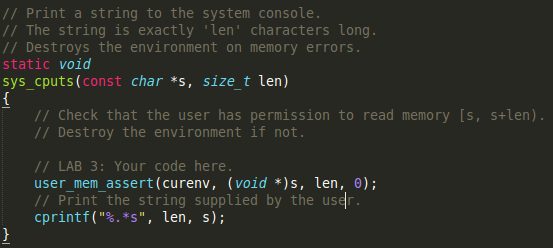 // Print a string to the system console.
// The string is exactly 'len' characters long.
// Destroys the environment on memory errors.
static void
sys_cputs(const char *s, size_t len)
{
    // Check that the user has permission to read memory [s, s+len).
    // Destroy the environment if not.

    // LAB 3: Your code here.
    user_mem_assert(curenv, (void *)s, len, 0);
    // Print the string supplied by the user.
    cprintf("%.*s", len, s);
}